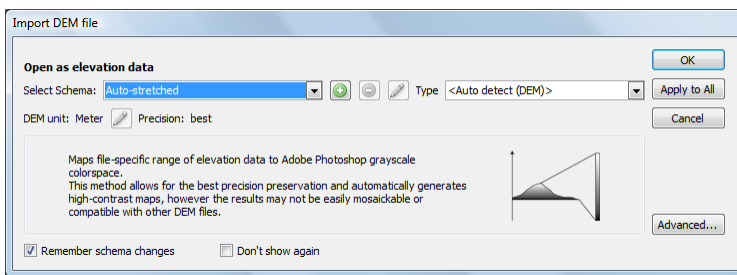 Import DEM file
Open as elevation data
OK
Select Schema: Auto-stretched Type <Auto detect (DEM)> Apply to All
DEM unit: Meter Precision: best Cancel
Maps file-specific range of elevation data to Adobe Photoshop grayscale
colorspace.
This method allows for the best precision preservation and automatically generates
high-contrast maps, however the results may not be easily mosaickable or
compatible with other DEM files.
Advanced...
Remember schema changes Don't show again